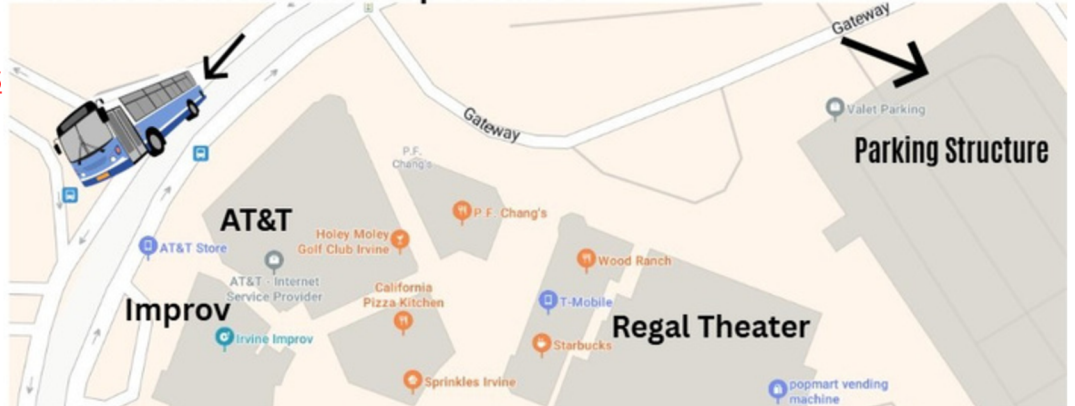 Gateway
Valet Parking
Parking Structure
Gateway
P.F.
Chang's
P.F. Chang's
AT&T
Holey Moley
Golf Club Irvine
AT&T Store
AT&T - Internet
Service Provider
Wood Ranch
California
Pizza Kitchen
T-Mobile
Improv
Regal Theater
Irvine Improv
Starbucks
Sprinkles Irvine
popmart vending
machine